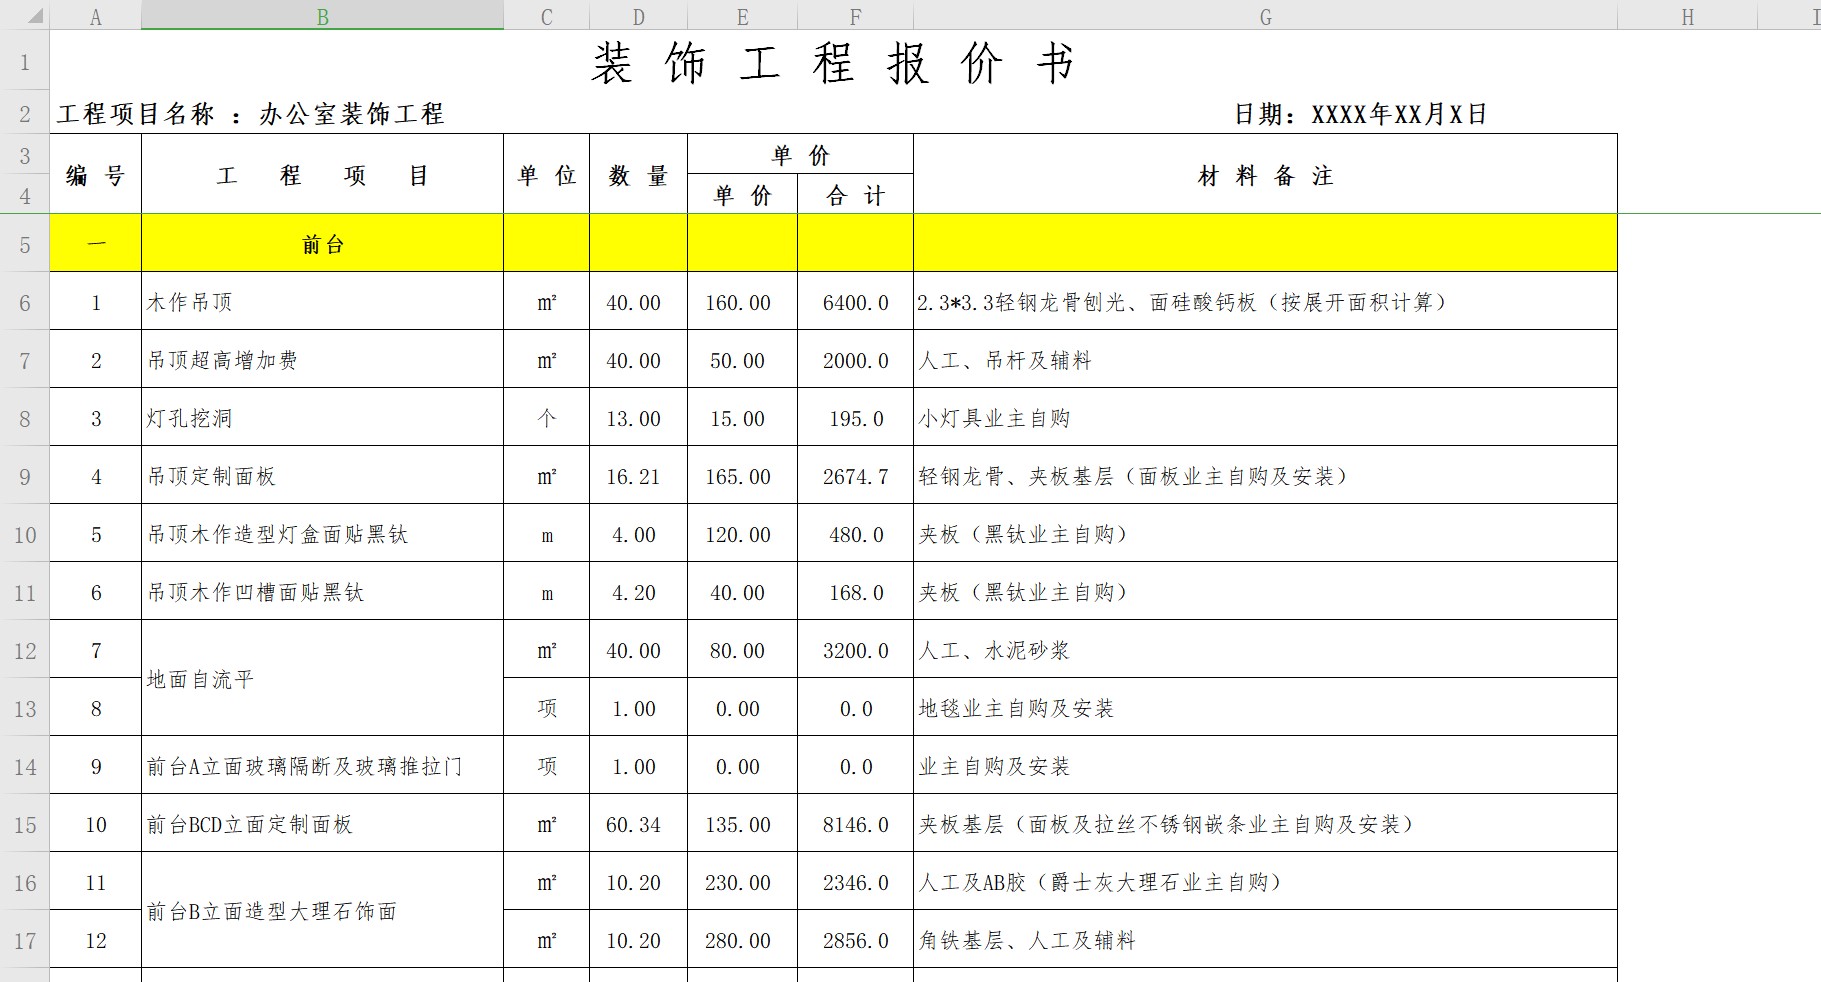 A B C D E F G H I
1 装 饰 工 程 报 价 书
2 工程项目名称 ：办公室装饰工程 日期：XXXX年XX月X日
3 编 号 工 程 项 目 单 位 数 量 单 价 材 料 备 注
4 单 价 合 计
5 一 前台
6 1 木作吊顶 m² 40.00 160.00 6400.0 2.3*3.3轻钢龙骨刨光、面硅酸钙板（按展开面积计算）
7 2 吊顶超高增加费 m² 40.00 50.00 2000.0 人工、吊杆及辅料
8 3 灯孔挖洞 个 13.00 15.00 195.0 小灯具业主自购
9 4 吊顶定制面板 m² 16.21 165.00 2674.7 轻钢龙骨、夹板基层（面板业主自购及安装）
10 5 吊顶木作造型灯盒面贴黑钛 m 4.00 120.00 480.0 夹板（黑钛业主自购）
11 6 吊顶木作凹槽面贴黑钛 m 4.20 40.00 168.0 夹板（黑钛业主自购）
12 7 地面自流平 m² 40.00 80.00 3200.0 人工、水泥砂浆
13 8 项 1.00 0.00 0.0 地毯业主自购及安装
14 9 前台A立面玻璃隔断及玻璃推拉门 项 1.00 0.00 0.0 业主自购及安装
15 10 前台BCD立面定制面板 m² 60.34 135.00 8146.0 夹板基层（面板及拉丝不锈钢嵌条业主自购及安装）
16 11 前台B立面造型大理石饰面 m² 10.20 230.00 2346.0 人工及AB胶（爵士灰大理石业主自购）
17 12 m² 10.20 280.00 2856.0 角铁基层、人工及辅料